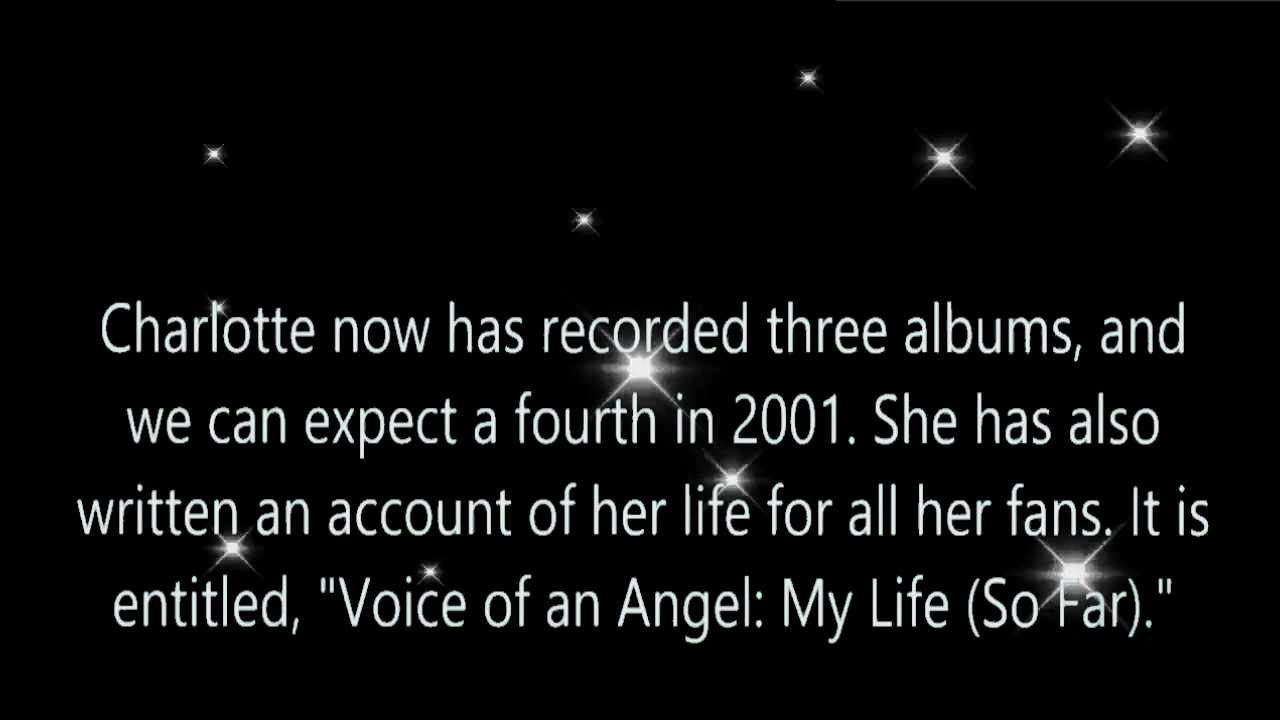 Charlotte now has recorded three albums, and
we can expect a fourth in 2001. She has also
written an account of her life for all her fans. It is
entitled, "Voice of an Angel: My Life (So Far)."